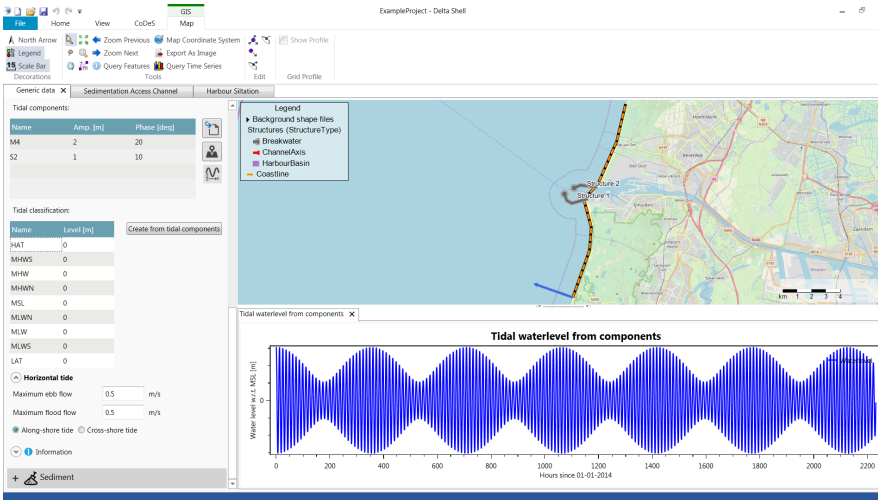 ExampleProject - Delta Shell
GIS
File Home View CoDeS Map
North Arrow Zoom Previous Map Coordinate System Show Profile
Legend Zoom Next Export As Image
Scale Bar Query Features Query Time Series
Decorations Tools Edit Grid Profile
Generic data Sedimentation Access Channel Harbour Siltation
Tidal components:
Name Amp. [m] Phase [deg]
M4 2 20
S2 1 10
Tidal classification:
Name Level [m] Create from tidal components
HAT 0
MHWS 0
MHW 0
MHWN 0
MSL 0
MLWN 0
MLW 0
MLWS 0
LAT 0
Horizontal tide
Maximum ebb flow 0.5 m/s
Maximum flood flow 0.5 m/s
Along-shore tide Cross-shore tide
Information
+ Sediment
Legend
Background shape files
Structures (StructureType)
Breakwater
ChannelAxis
HarbourBasin
Coastline
Structure 2
Structure 1
Heemskerk
Beverwijk
IJmuiden
Zaandam
km 1 2 3 4
Tidal waterlevel from components
Tidal waterlevel from components
Water level w.r.t. MSL [m]
0
0 200 400 600 800 1000 1200 1400 1600 1800 2000 2200
Hours since 01-01-2014